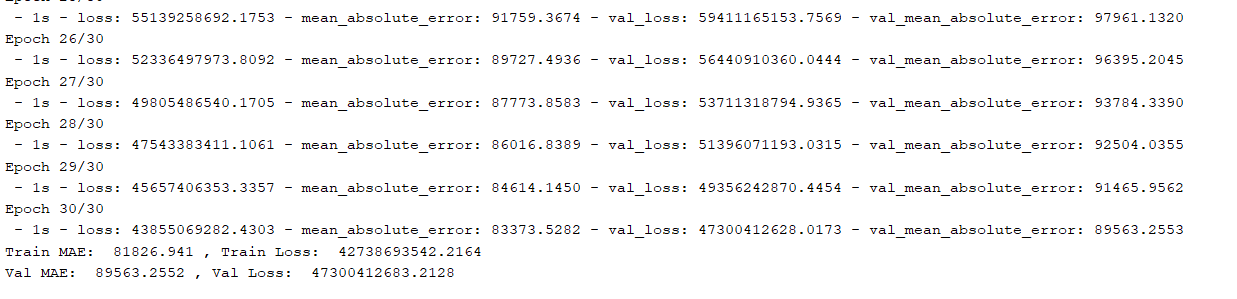 - 1s - loss: 55139258692.1753 - mean_absolute_error: 91759.3674 - val_loss: 59411165153.7569 - val_mean_absolute_error: 97961.1320
Epoch 26/30
- 1s - loss: 52336497973.8092 - mean_absolute_error: 89727.4936 - val_loss: 56440910360.0444 - val_mean_absolute_error: 96395.2045
Epoch 27/30
- 1s - loss: 49805486540.1705 - mean_absolute_error: 87773.8583 - val_loss: 53711318794.9365 - val_mean_absolute_error: 93784.3390
Epoch 28/30
- 1s - loss: 47543383411.1061 - mean_absolute_error: 86016.8389 - val_loss: 51396071193.0315 - val_mean_absolute_error: 92504.0355
Epoch 29/30
- 1s - loss: 45657406353.3357 - mean_absolute_error: 84614.1450 - val_loss: 49356242870.4454 - val_mean_absolute_error: 91465.9562
Epoch 30/30
- 1s - loss: 43855069282.4303 - mean_absolute_error: 83373.5282 - val_loss: 47300412628.0173 - val_mean_absolute_error: 89563.2553
Train MAE:  81826.941 , Train Loss:  42738693542.2164
Val MAE:  89563.2552 , Val Loss:  47300412683.2128